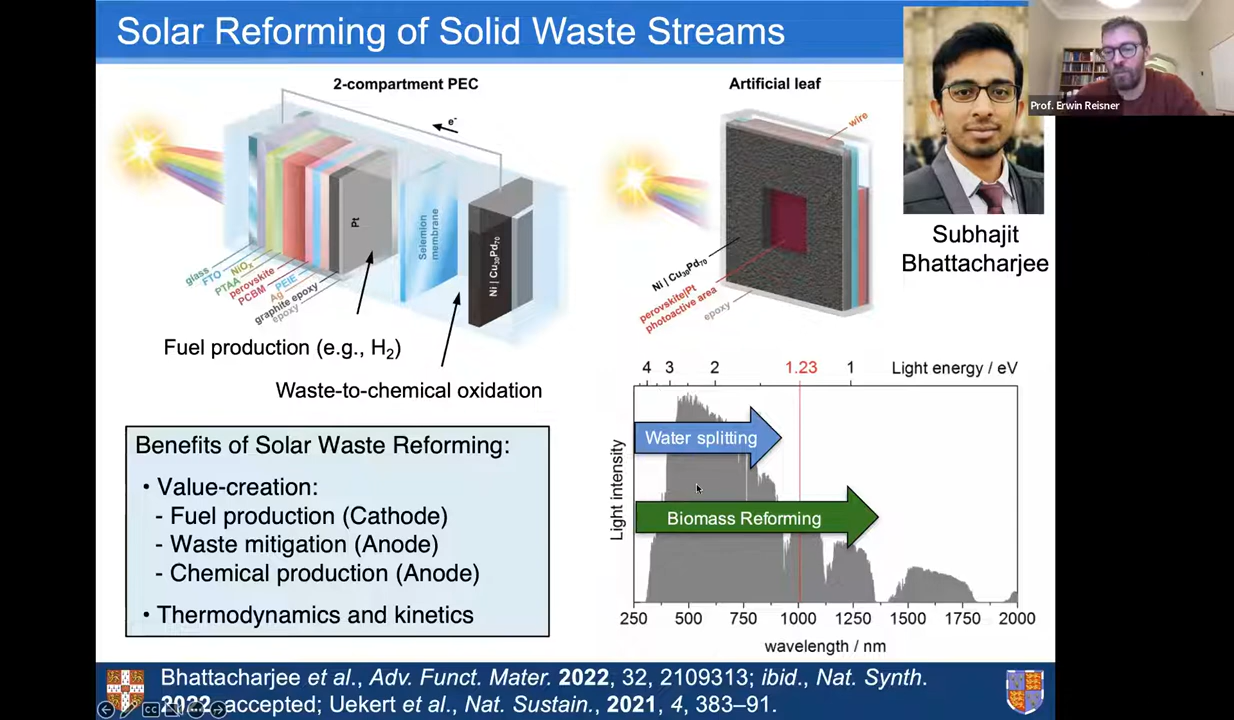 Solar Reforming of Solid Waste Streams
2-compartment PEC
e-
Pt
Selemion
membrane
Ni | Cu30Pd70
glass
FTO
NiOx
PTAA
perovskite
PCBM
PEIE
Ag
graphite epoxy
epoxy
Fuel production (e.g., H2)
Waste-to-chemical oxidation
Artificial leaf
wire
Ni | Cu30Pd70
perovskite|Pt
photoactive area
epoxy
Prof. Erwin Reisner
Subhajit
Bhattacharjee
Benefits of Solar Waste Reforming:
• Value-creation:
- Fuel production (Cathode)
- Waste mitigation (Anode)
- Chemical production (Anode)
• Thermodynamics and kinetics
4 3 2 1.23 1 Light energy / eV
Water splitting
Biomass Reforming
Light intensity
250 500 750 1000 1250 1500 1750 2000
wavelength / nm
Bhattacharjee et al., Adv. Funct. Mater. 2022, 32, 2109313; ibid., Nat. Synth.
2022, accepted; Uekert et al., Nat. Sustain., 2021, 4, 383–91.